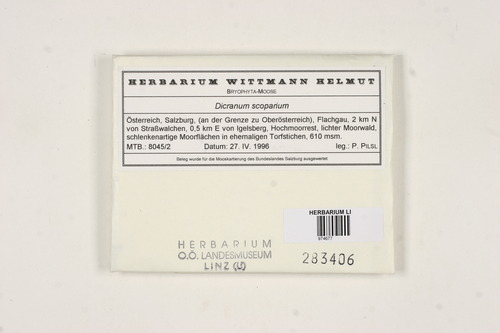 HERBARIUM WITTMANN HELMUT
BRYOPHYTA-MOOSE
Dicranum scoparium
Österreich, Salzburg, (an der Grenze zu Oberösterreich), Flachgau, 2 km N
von Straßwalchen, 0,5 km E von Igelsberg, Hochmoorrest, lichter Moorwald,
schlenkenartige Moorflächen in ehemaligen Torfstichen, 610 msm.
MTB.: 8045/2 Datum: 27. IV. 1996 leg.: P. PILSL
Beleg wurde für die Mooskartierung des Bundeslandes Salzburg ausgewertet
HERBARIUM LI
974677
HERBARIUM
O.Ö. LANDESMUSEUM
LINZ (LI)
283406